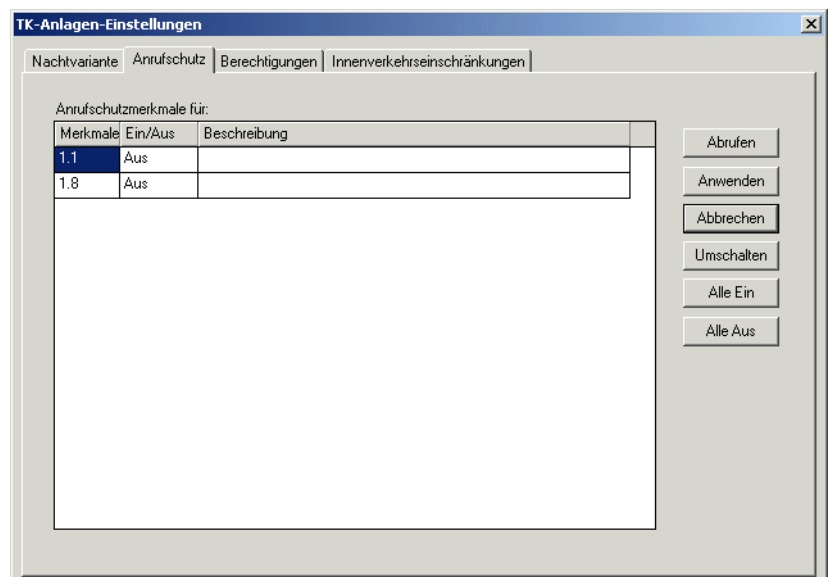 TK-Anlagen-Einstellungen
Nachtvariante Anrufschutz Berechtigungen Innenverkehrseinschränkungen
Anrufschutzmerkmale für:
Merkmale Ein/Aus Beschreibung
1.1 Aus
1.8 Aus
Abrufen
Anwenden
Abbrechen
Umschalten
Alle Ein
Alle Aus